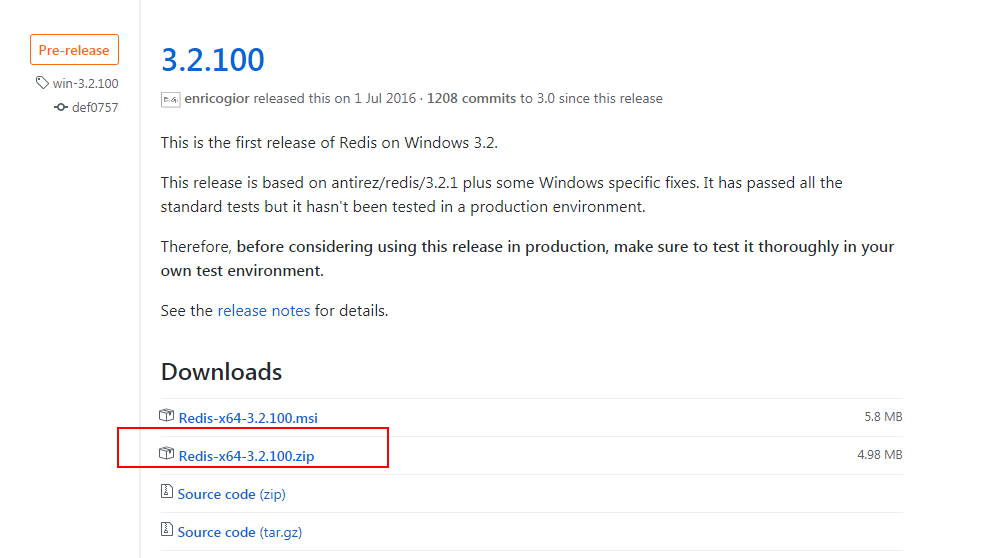 Pre-release
3.2.100
win-3.2.100
E.G. enricogior released this on 1 Jul 2016 · 1208 commits to 3.0 since this release
def0757
This is the first release of Redis on Windows 3.2.
This release is based on antirez/redis/3.2.1 plus some Windows specific fixes. It has passed all the
standard tests but it hasn't been tested in a production environment.
Therefore, before considering using this release in production, make sure to test it thoroughly in your
own test environment.
See the release notes for details.
Downloads
Redis-x64-3.2.100.msi 5.8 MB
Redis-x64-3.2.100.zip 4.98 MB
Source code (zip)
Source code (tar.gz)